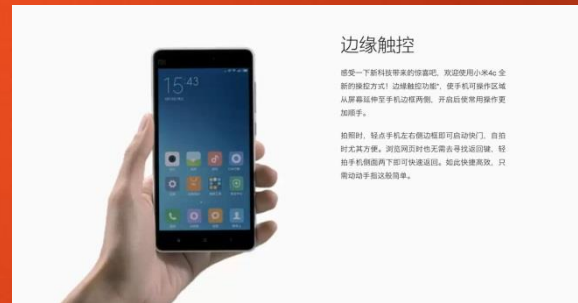 边缘触控
感受一下新科技带来的惊喜吧，欢迎使用小米4c 全
新的操控方式！边缘触控功能*，使手机可操作区域
从屏幕延伸至手机边框两侧，开启后使常用操作更
加顺手。
拍照时，轻点手机左右侧边框即可启动快门，自拍
时尤其方便。浏览网页时也无需去寻找返回键，轻
拍手机侧面两下即可快速返回。如此快捷高效，只
需动动手指这般简单。
15:43